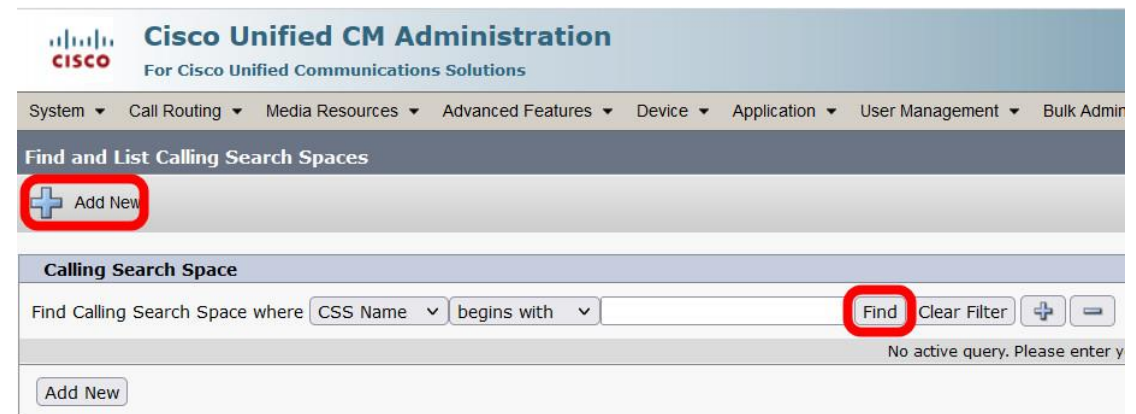 Cisco Unified CM Administration
CISCO
For Cisco Unified Communications Solutions
System Call Routing Media Resources Advanced Features Device Application User Management Bulk Admin
Find and List Calling Search Spaces
Add New
Calling Search Space
Find Calling Search Space where CSS Name begins with Find Clear Filter
No active query. Please enter y
Add New